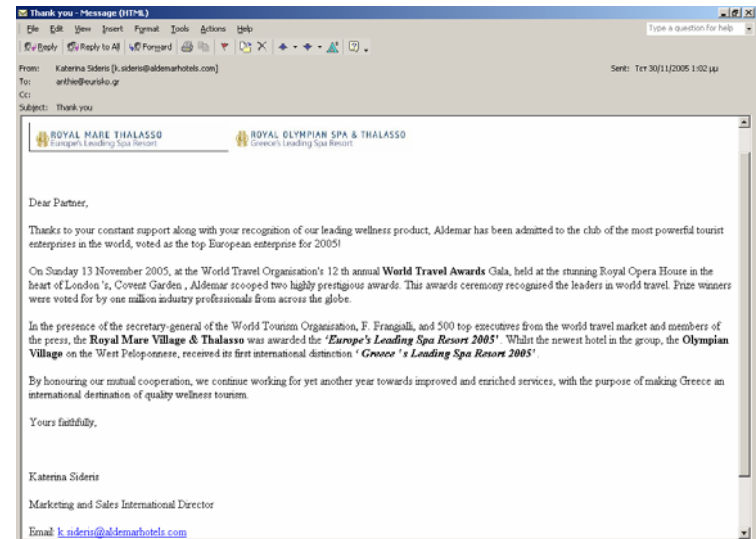 Thank you - Message (HTML)
File Edit View Insert Format Tools Actions Help
Type a question for help
Reply Reply to All Forward
From: Katerina Sideris [k.sideris@aldemarhotels.com]
Sent: Τετ 30/11/2005 1:02 μμ
To: anthie@eurisko.gr
Cc:
Subject: Thank you
ROYAL MARE THALASSO
Europe's Leading Spa Resort
ROYAL OLYMPIAN SPA & THALASSO
Greece's Leading Spa Resort
Dear Partner,
Thanks to your constant support along with your recognition of our leading wellness product, Aldemar has been admitted to the club of the most powerful tourist
enterprises in the world, voted as the top European enterprise for 2005!
On Sunday 13 November 2005, at the World Travel Organisation's 12 th annual World Travel Awards Gala, held at the stunning Royal Opera House in the
heart of London 's, Covent Garden , Aldemar scooped two highly prestigious awards. This awards ceremony recognised the leaders in world travel. Prize winners
were voted for by one million industry professionals from across the globe.
In the presence of the secretary-general of the World Tourism Organisation, F. Frangialli, and 500 top executives from the world travel market and members of
the press, the Royal Mare Village & Thalasso was awarded the 'Europe's Leading Spa Resort 2005' . Whilst the newest hotel in the group, the Olympian
Village on the West Peloponnese, received its first international distinction ' Greece ' s Leading Spa Resort 2005' .
By honouring our mutual cooperation, we continue working for yet another year towards improved and enriched services, with the purpose of making Greece an
international destination of quality wellness tourism.
Yours faithfully,
Katerina Sideris
Marketing and Sales International Director
Email: k.sideris@aldemarhotels.com